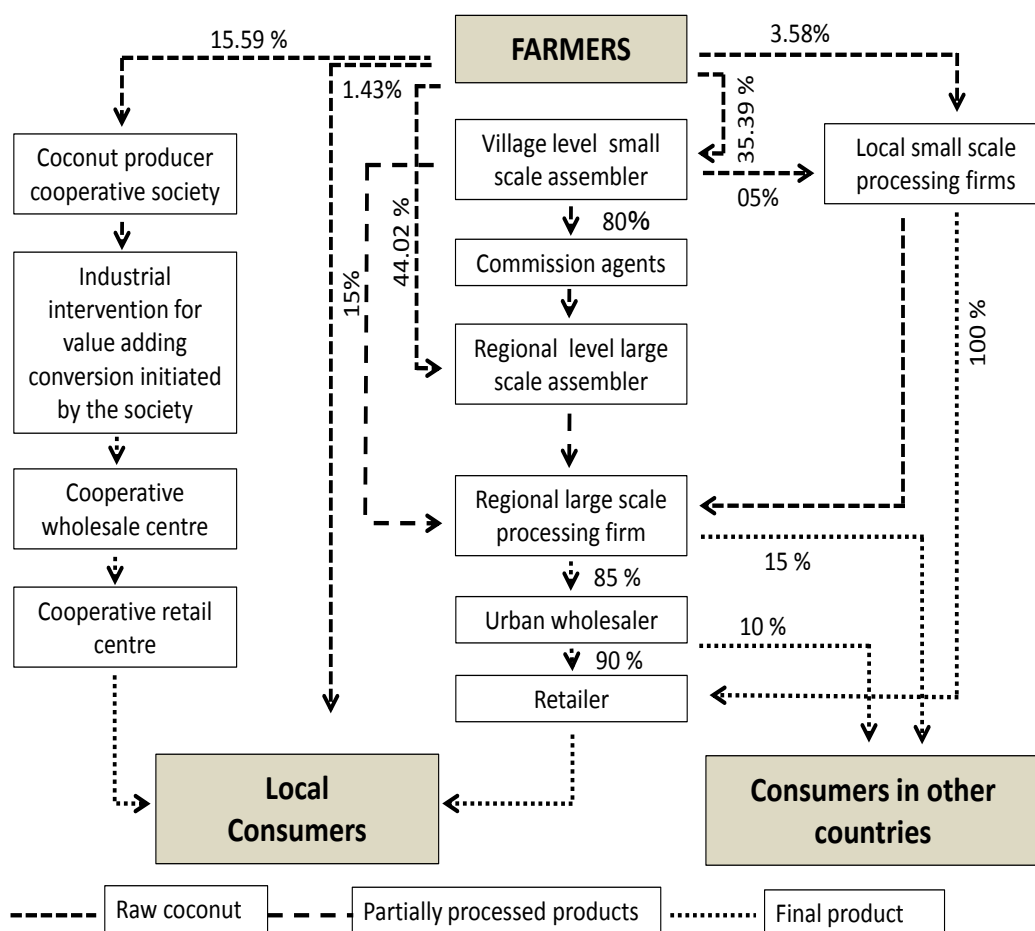 15.59 %
FARMERS
3.58%
1.43%
35.39 %
Coconut producer
cooperative society
Village level small
scale assembler
Local small scale
processing firms
05%
44.02 %
15%
80%
Commission agents
Industrial
intervention for
value adding
conversion initiated
by the society
Regional level large
scale assembler
100 %
Cooperative
wholesale centre
Regional large scale
processing firm
15 %
85 %
Cooperative retail
centre
Urban wholesaler
10 %
90 %
Retailer
Local
Consumers
Consumers in other
countries
Raw coconut
Partially processed products
Final product